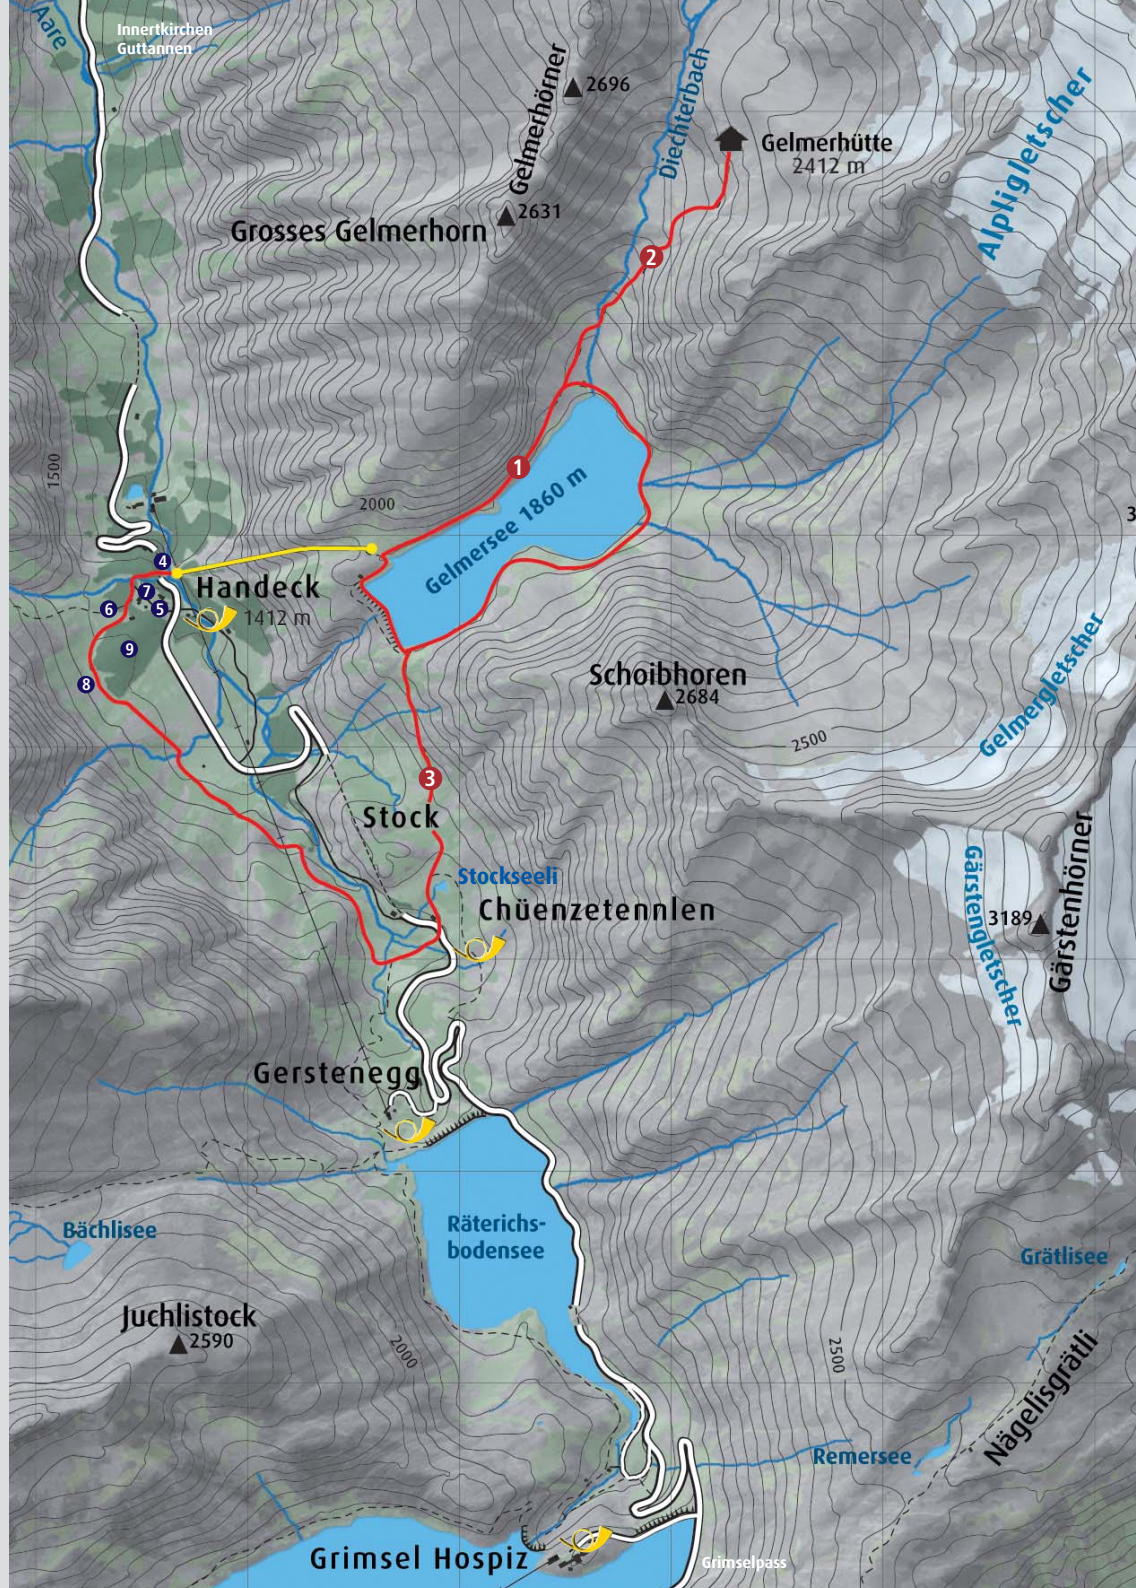 Aare
Innertkirchen
Guttannen
Gelmerhörner
2696
Diechterbach
Gelmerhütte
2412 m
Alpligletscher
2631
Grosses Gelmerhorn
2
1500
1
2000
Gelmersee 1860 m
3
4
Handeck
1412 m
7
6
5
9
8
Gelmergletscher
Schoibhoren
2684
2500
3
Stock
Stockseeli
Chüenzetennlen
Gärstengletscher
3189
Gärstenhörner
Gerstenegg
Räterichs-
bodensee
Bächlisee
Grätlisee
Juchlistock
2590
2000
2500
Nägelisgrätli
Remersee
Grimsel Hospiz
Grimselpass